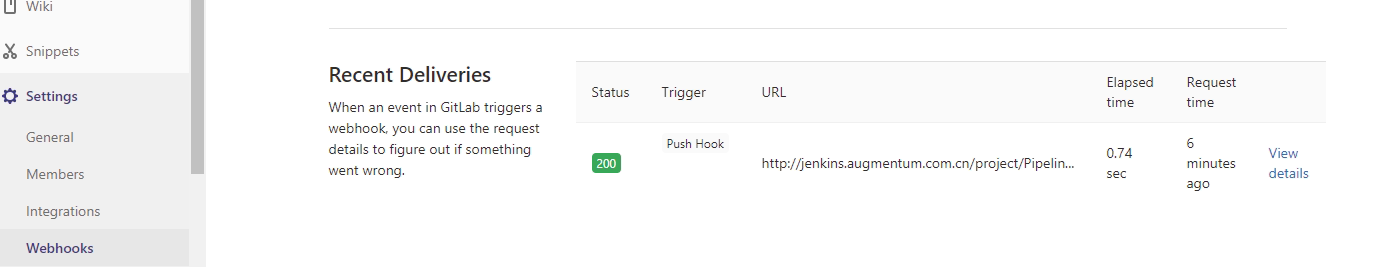 Wiki
Snippets
Settings
General
Members
Integrations
Webhooks
Recent Deliveries
When an event in GitLab triggers a
webhook, you can use the request
details to figure out if something
went wrong.
Status Trigger URL Elapsed time Request time
200 Push Hook http://jenkins.augmentum.com.cn/project/Pipelin... 0.74 sec 6 minutes ago View details